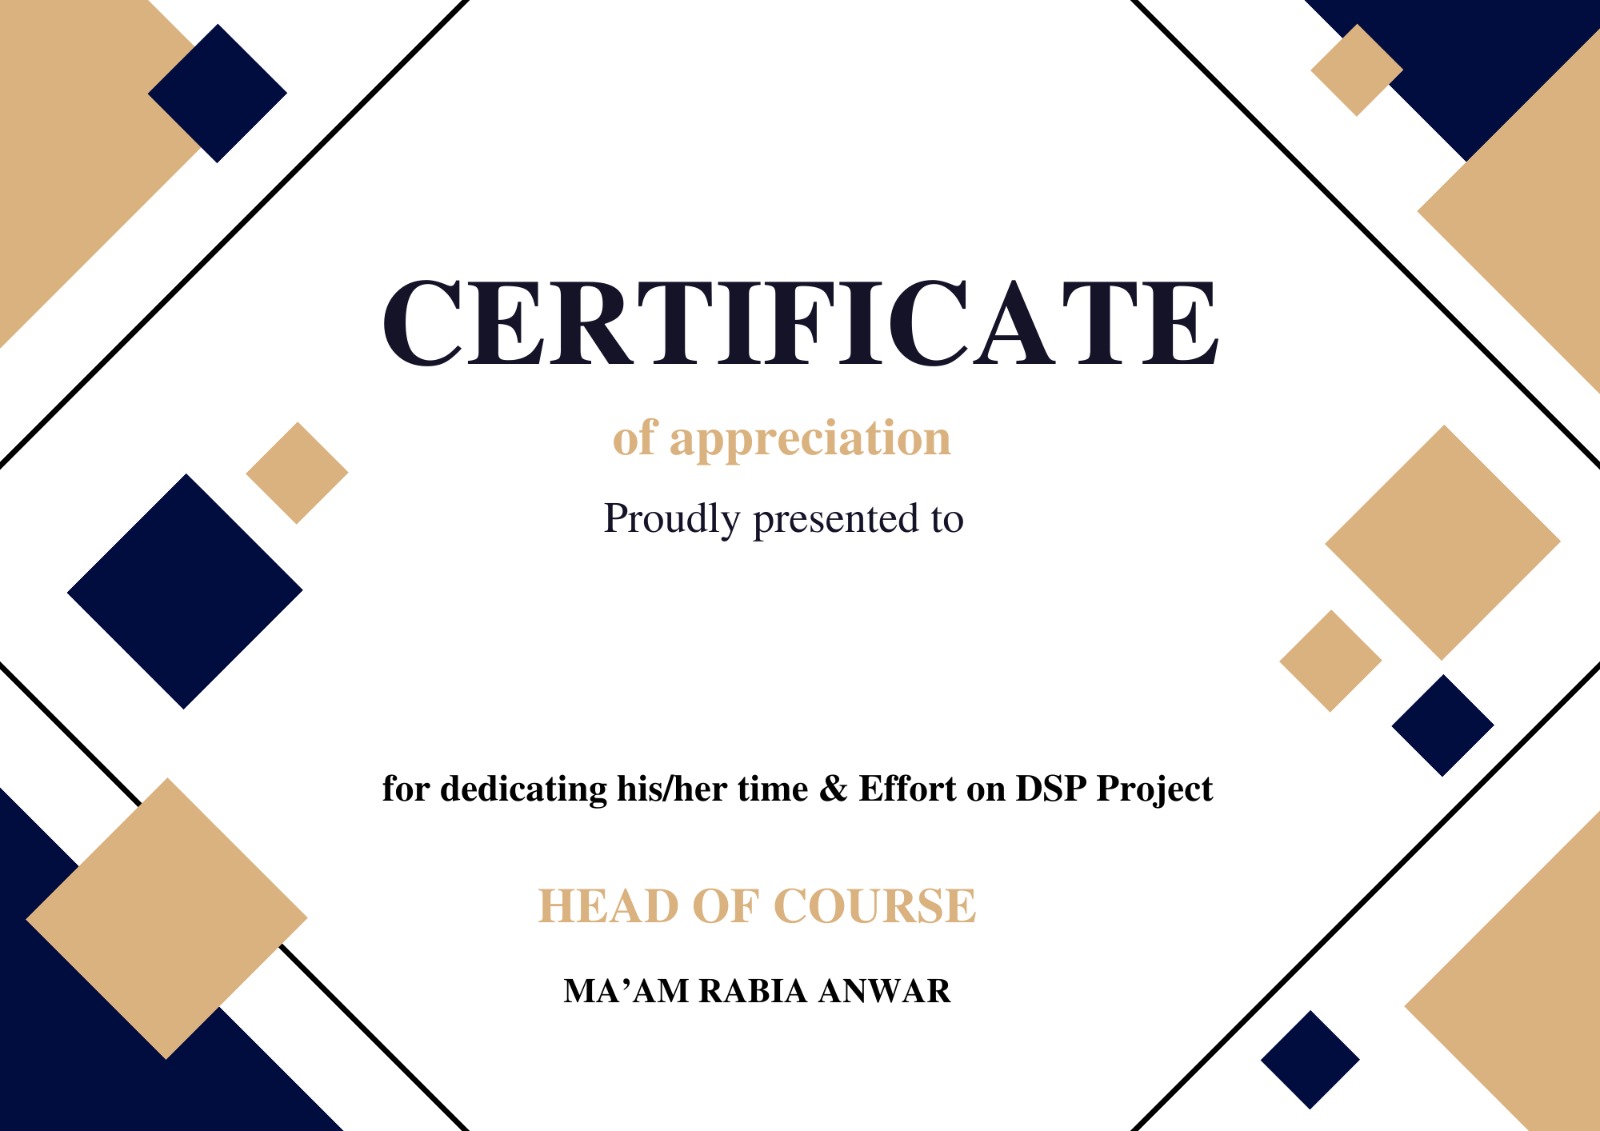 CERTIFICATE
of appreciation
Proudly presented to
for dedicating his/her time & Effort on DSP Project
HEAD OF COURSE
MA’AM RABIA ANWAR